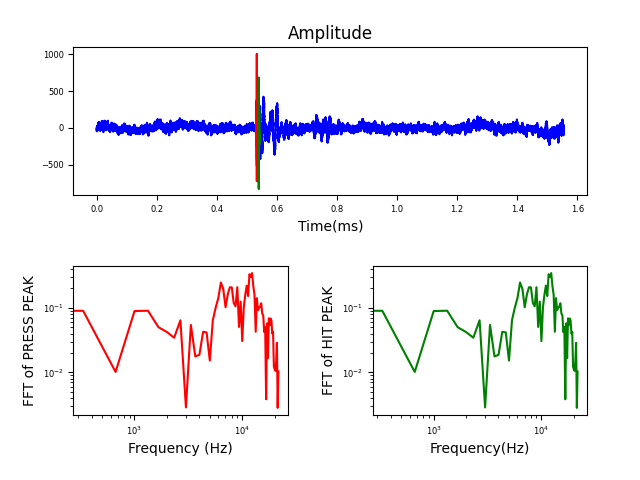 Amplitude
1000
500
0
−500
0.0 0.2 0.4 0.6 0.8 1.0 1.2 1.4 1.6
Time(ms)
FFT of PRESS PEAK
10⁻¹
10⁻²
10³ 10⁴
Frequency (Hz)
FFT of HIT PEAK
10⁻¹
10⁻²
10³ 10⁴
Frequency(Hz)